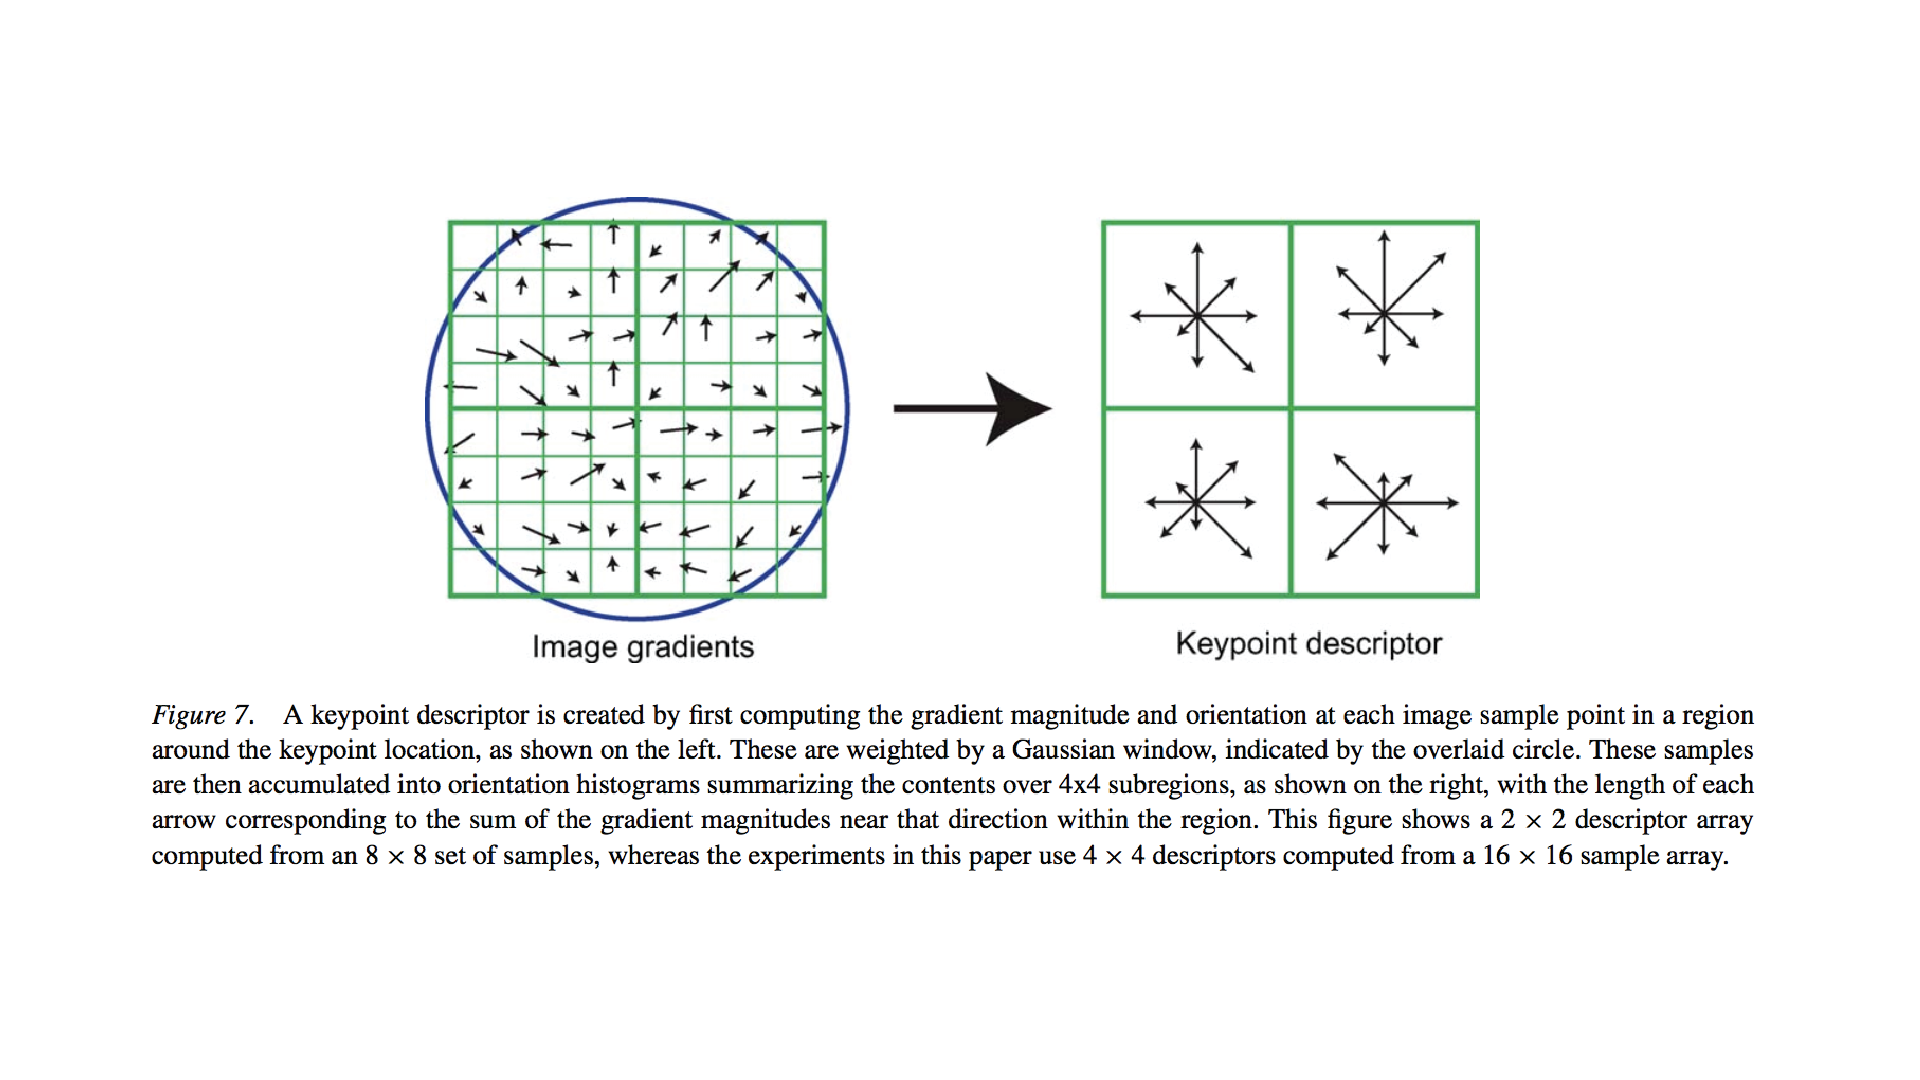 Image gradients
Keypoint descriptor
Figure 7. A keypoint descriptor is created by first computing the gradient magnitude and orientation at each image sample point in a region
around the keypoint location, as shown on the left. These are weighted by a Gaussian window, indicated by the overlaid circle. These samples
are then accumulated into orientation histograms summarizing the contents over 4x4 subregions, as shown on the right, with the length of each
arrow corresponding to the sum of the gradient magnitudes near that direction within the region. This figure shows a 2 × 2 descriptor array
computed from an 8 × 8 set of samples, whereas the experiments in this paper use 4 × 4 descriptors computed from a 16 × 16 sample array.